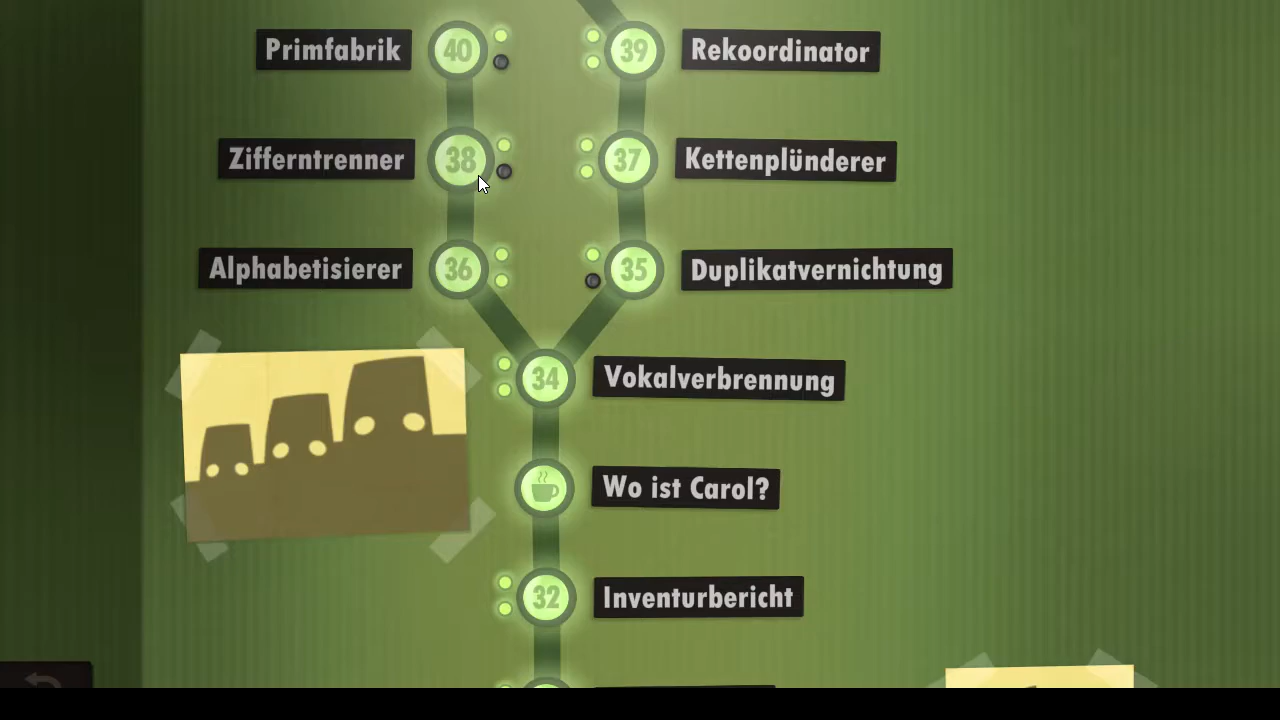 Primfabrik 40 39 Rekoordinator
Zifferntrenner 38 37 Kettenplünderer
Alphabetisierer 36 35 Duplikatvernichtung
34 Vokalverbrennung
Wo ist Carol?
32 Inventurbericht